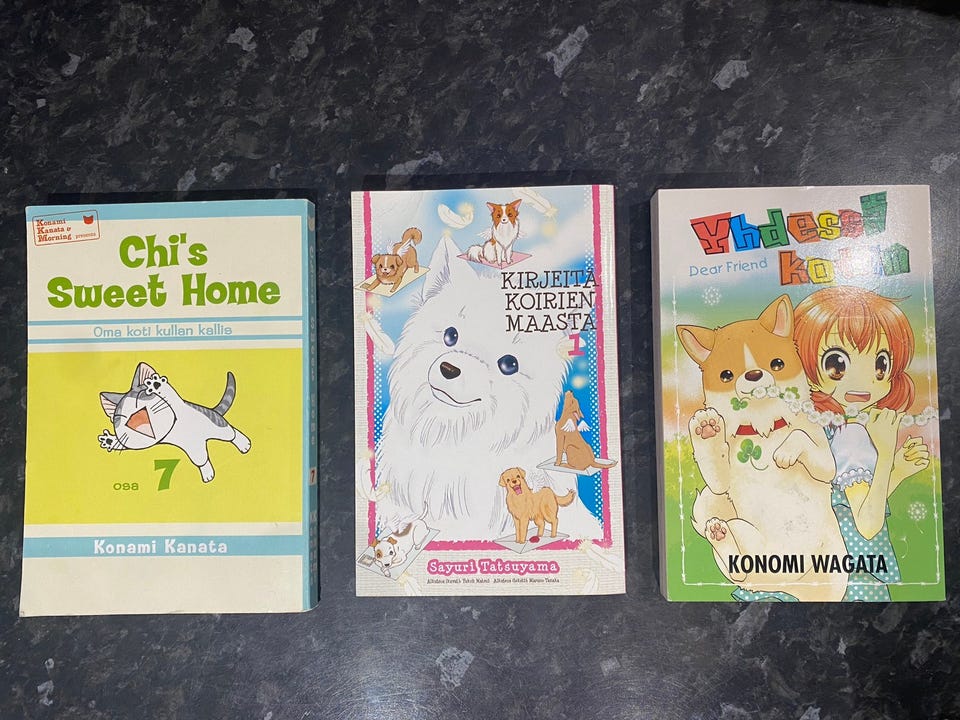 Konami
Kanata &
Morning presents
Chi's
Sweet Home
Oma koti kullan kallis
osa 7
Konami Kanata
7
KIRJEITÄ
KOIRIEN
MAASTA
1
Sayuri Tatsuyama
Yhdessä
Dear Friend
KONOMI WAGATA